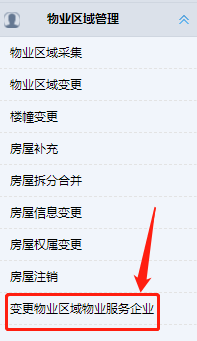 物业区域管理
物业区域采集
物业区域变更
楼幢变更
房屋补充
房屋拆分合并
房屋信息变更
房屋权属变更
房屋注销
变更物业区域物业服务企业